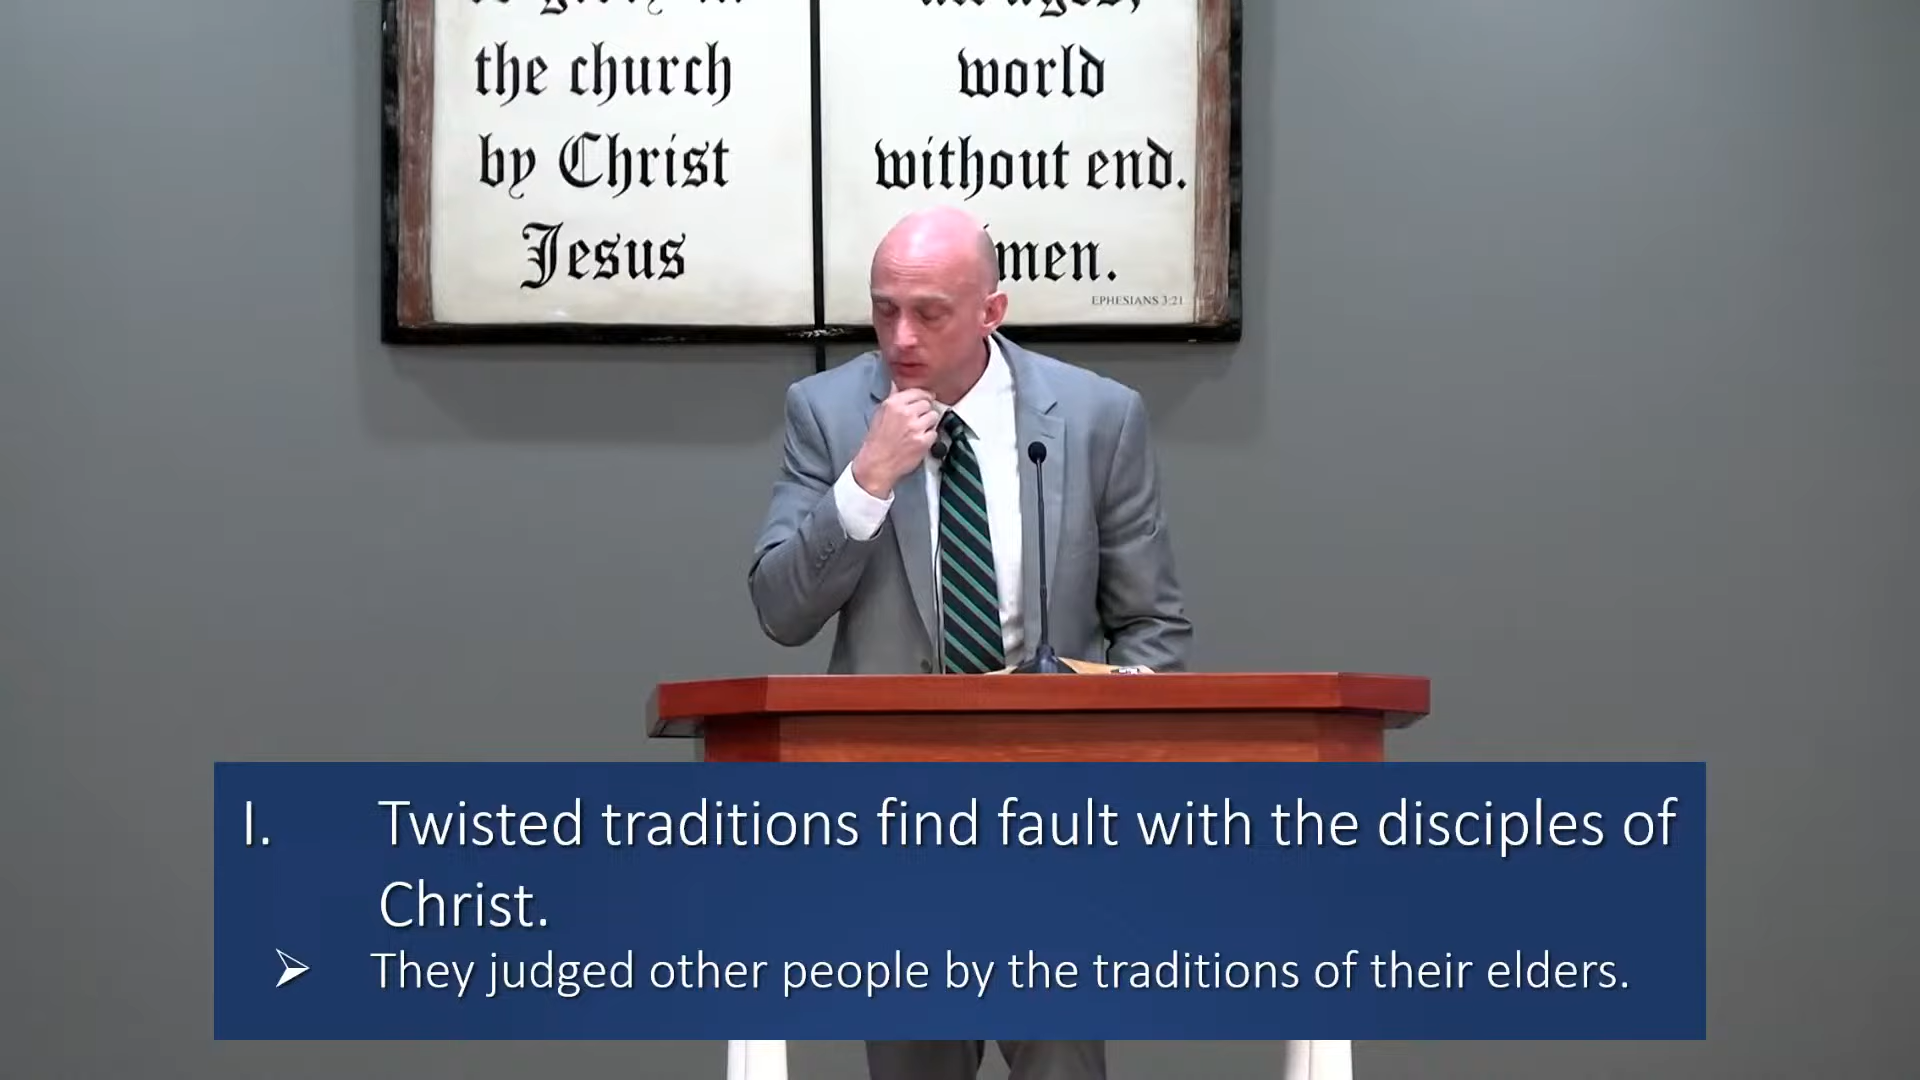 the church
by Christ
Jesus
world
without end.
men.
EPHESIANS 3:21
I. Twisted traditions find fault with the disciples of
Christ.
➢ They judged other people by the traditions of their elders.